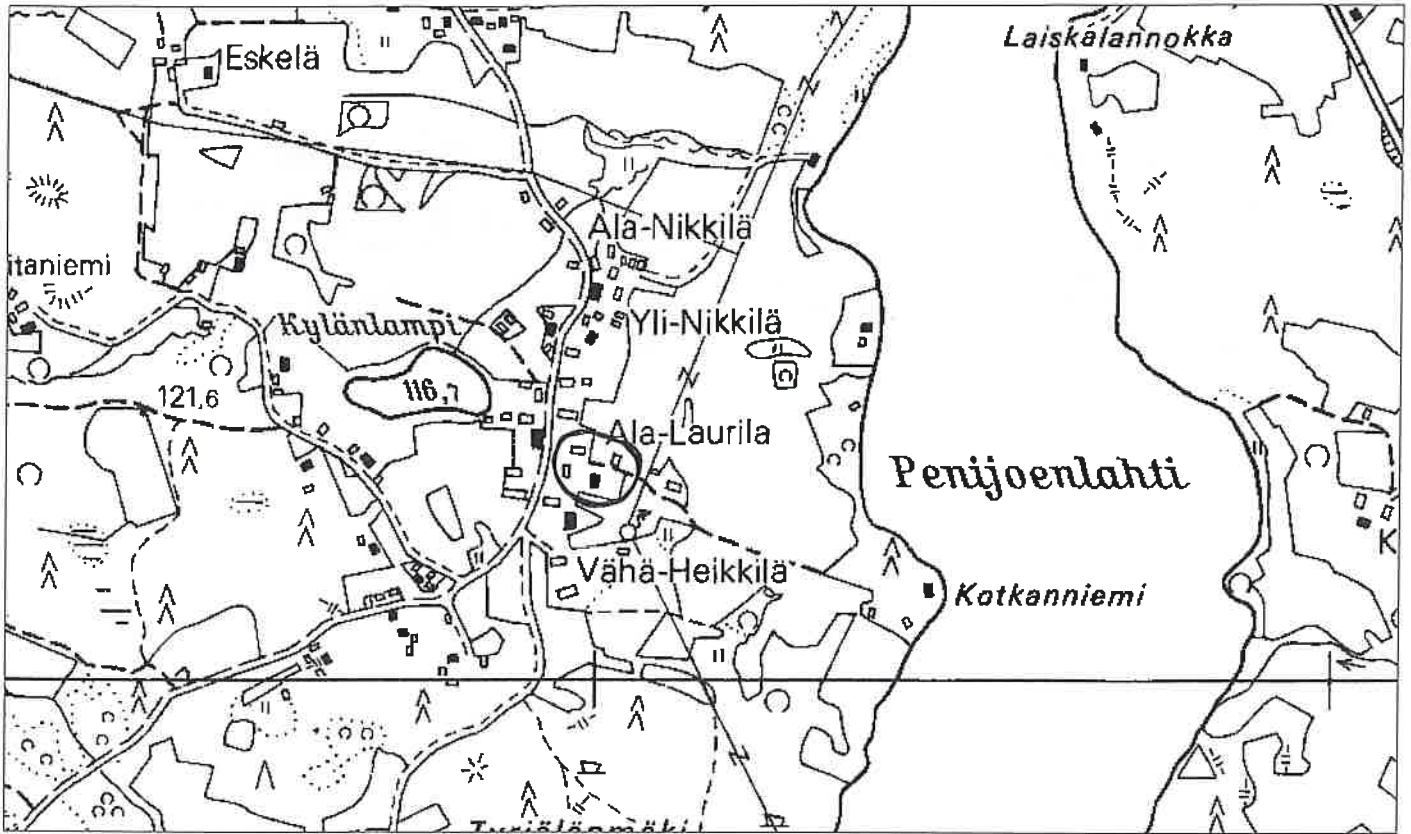 Laiskalannokka
Eskelä
Ala-Nikkilä
itaniemi
Kylänlampi
Yli-Nikkilä
116,7
121,6
Ala-Laurila
Penijoenlahti
K
Vähä-Heikkilä
Kotkanniemi